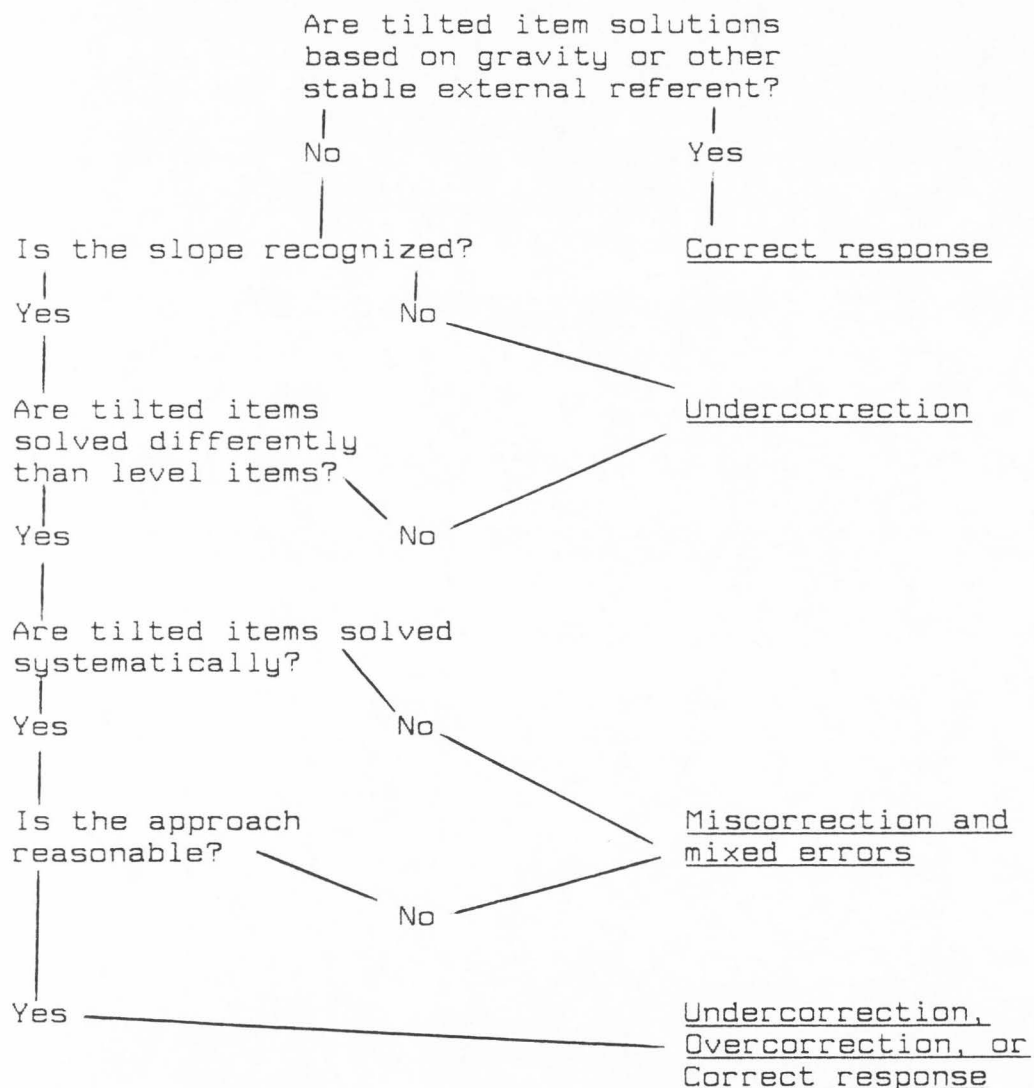 Are tilted item solutions
based on gravity or other
stable external referent?
No
Yes
Is the slope recognized?
Correct response
Yes
No
Are tilted items
solved differently
than level items?
Undercorrection
Yes
No
Are tilted items solved
systematically?
Yes
No
Is the approach
reasonable?
Miscorrection and
mixed errors
No
Yes
Undercorrection,
Overcorrection, or
Correct response